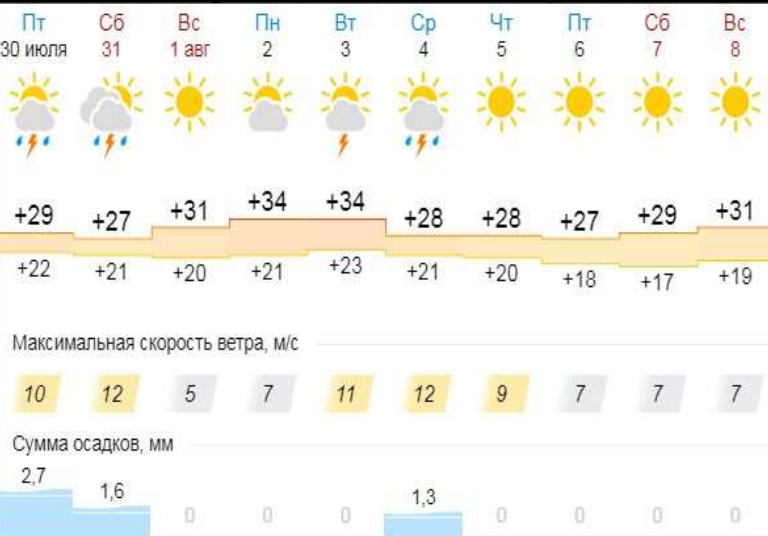 Пт Сб Вс Пн Вт Ср Чт Пт Сб Вс
30 июля 31 1 авг 2 3 4 5 6 7 8
+29 +27 +31 +34 +34 +28 +28 +27 +29 +31
+22 +21 +20 +21 +23 +21 +20 +18 +17 +19
Максимальная скорость ветра, м/с
10 12 5 7 11 12 9 7 7 7
Сумма осадков, мм
2,7 1,6 0 0 0 1,3 0 0 0 0